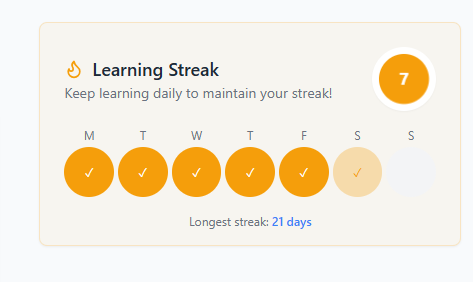 Learning Streak
7
Keep learning daily to maintain your streak!
M T W T F S S
✓ ✓ ✓ ✓ ✓ ✓
Longest streak: 21 days